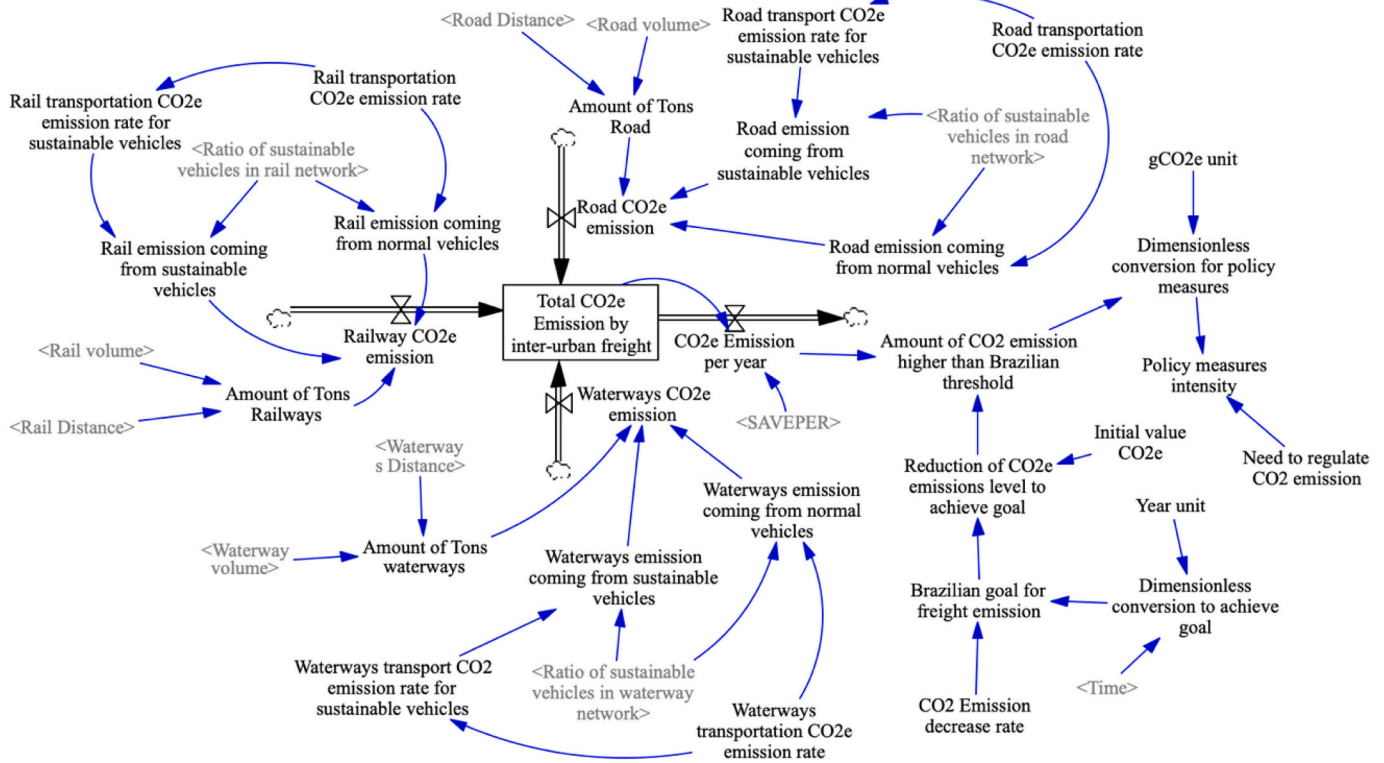 <Road Distance>
<Road volume>
Road transport CO2e
emission rate for
sustainable vehicles
Road transportation
CO2e emission rate
Rail transportation
CO2e emission rate
Rail transportation CO2e
emission rate for
sustainable vehicles
<Ratio of sustainable
vehicles in rail network>
Amount of Tons
Road
Road emission
coming from
sustainable vehicles
<Ratio of sustainable
vehicles in road
network>
gCO2e unit
Rail emission coming
from normal vehicles
Road CO2e
emission
Rail emission coming
from sustainable
vehicles
Road emission coming
from normal vehicles
Dimensionless
conversion for policy
measures
Total CO2e
Emission by
inter-urban freight
Railway CO2e
emission
CO2e Emission
per year
Amount of CO2 emission
higher than Brazilian
threshold
<Rail volume>
Policy measures
intensity
Amount of Tons
Railways
<Rail Distance>
Waterways CO2e
emission
<SAVEPER>
<Waterway
s Distance>
Initial value
CO2e
Need to regulate
CO2 emission
Reduction of CO2e
emissions level to
achieve goal
Waterways emission
coming from normal
vehicles
Year unit
<Waterway
volume>
Amount of Tons
waterways
Waterways emission
coming from sustainable
vehicles
Brazilian goal for
freight emission
Dimensionless
conversion to achieve
goal
Waterways transport CO2
emission rate for
sustainable vehicles
<Ratio of sustainable
vehicles in waterway
network>
<Time>
Waterways
transportation CO2e
emission rate
CO2 Emission
decrease rate